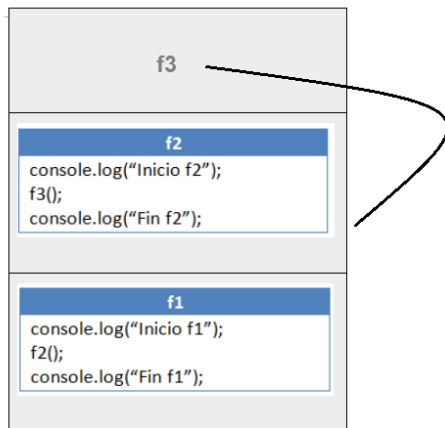 f3
f2
console.log(“Inicio f2”);
f3();
console.log(“Fin f2”);
f1
console.log(“Inicio f1”);
f2();
console.log(“Fin f1”);